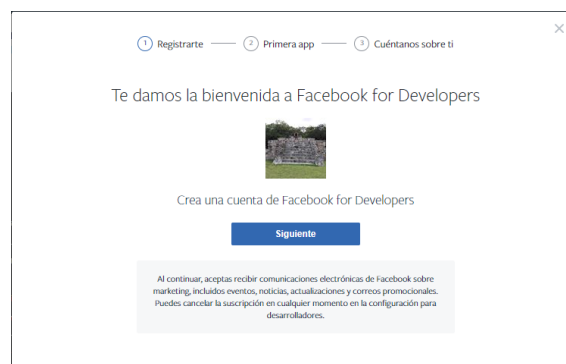 1 Registrarte 2 Primera app 3 Cuéntanos sobre ti
Te damos la bienvenida a Facebook for Developers
Crea una cuenta de Facebook for Developers
Siguiente
Al continuar, aceptas recibir comunicaciones electrónicas de Facebook sobre
marketing, incluidos eventos, noticias, actualizaciones y correos promocionales.
Puedes cancelar la suscripción en cualquier momento en la configuración para
desarrolladores.